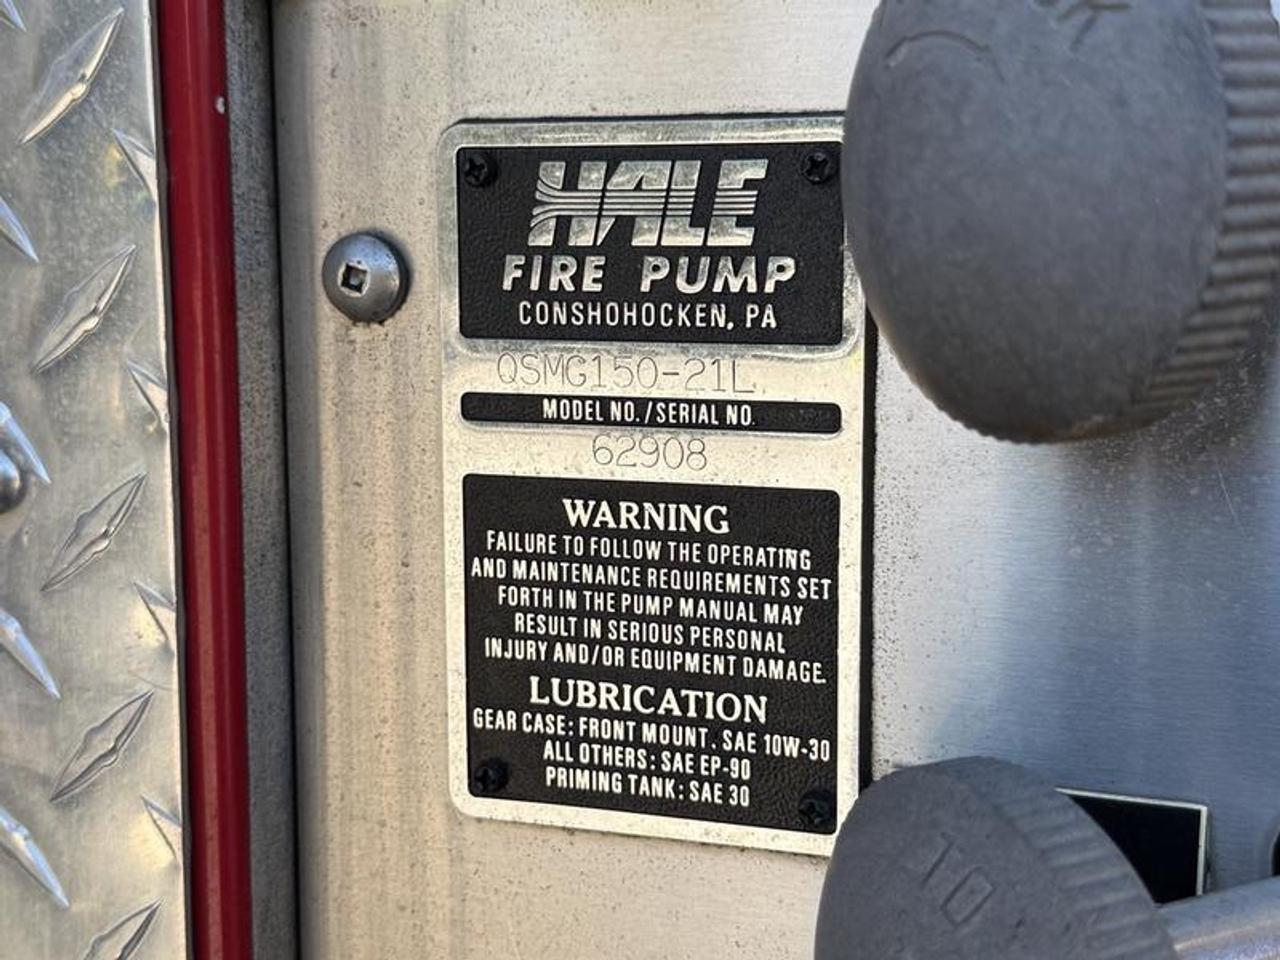 HALE
FIRE PUMP
CONSHOHOCKEN, PA
QSMG150-21L
MODEL NO./SERIAL NO.
62908
WARNING
FAILURE TO FOLLOW THE OPERATING
AND MAINTENANCE REQUIREMENTS SET
FORTH IN THE PUMP MANUAL MAY
RESULT IN SERIOUS PERSONAL
INJURY AND/OR EQUIPMENT DAMAGE.
LUBRICATION
GEAR CASE: FRONT MOUNT, SAE 10W-30
ALL OTHERS: SAE EP-90
PRIMING TANK: SAE 30
TO